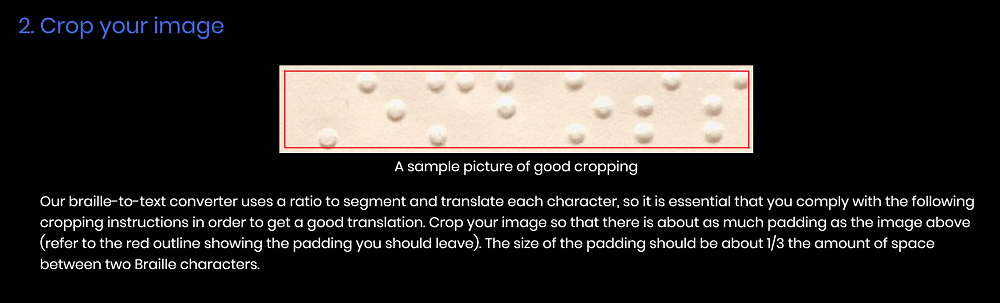 2. Crop your image
⠠⠑⠍⠃⠕⠎⠎
A sample picture of good cropping
Our braille-to-text converter uses a ratio to segment and translate each character, so it is essential that you comply with the following
cropping instructions in order to get a good translation. Crop your image so that there is about as much padding as the image above
(refer to the red outline showing the padding you should leave). The size of the padding should be about 1/3 the amount of space
between two Braille characters.